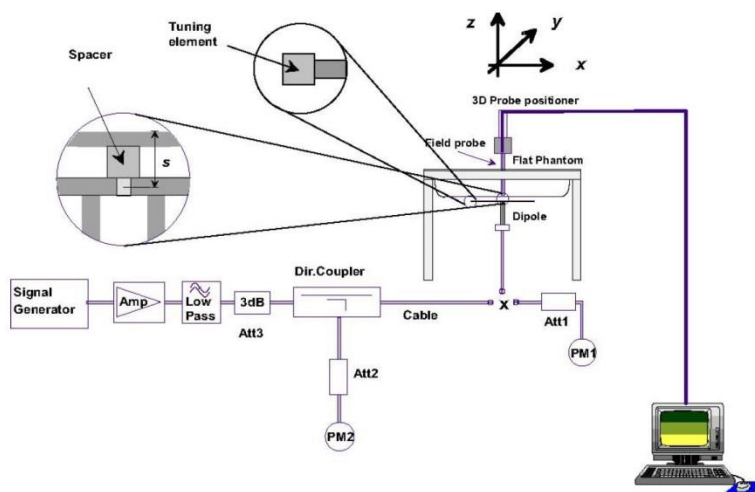 Tuning
element
Spacer
s
z
y
x
3D Probe positioner
Field probe
Flat Phantom
Dipole
Dir.Coupler
Signal
Generator
Amp
Low
Pass
3dB
Att3
Cable
x
Att1
PM1
Att2
PM2